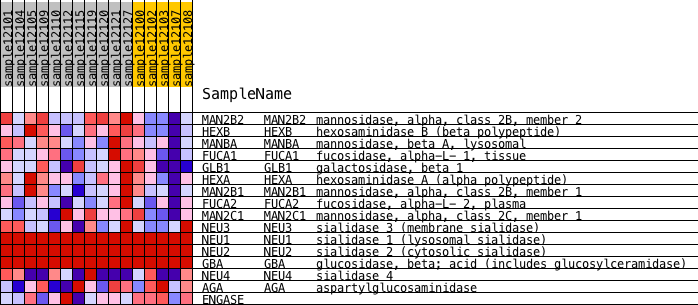 sample12101
sample12104
sample12105
sample12109
sample12110
sample12112
sample12115
sample12119
sample12120
sample12121
sample12127
sample12100
sample12102
sample12103
sample12107
sample12108
SampleName
MAN2B2 MAN2B2 mannosidase, alpha, class 2B, member 2
HEXB HEXB hexosaminidase B (beta polypeptide)
MANBA MANBA mannosidase, beta A, lysosomal
FUCA1 FUCA1 fucosidase, alpha-L- 1, tissue
GLB1 GLB1 galactosidase, beta 1
HEXA HEXA hexosaminidase A (alpha polypeptide)
MAN2B1 MAN2B1 mannosidase, alpha, class 2B, member 1
FUCA2 FUCA2 fucosidase, alpha-L- 2, plasma
MAN2C1 MAN2C1 mannosidase, alpha, class 2C, member 1
NEU3 NEU3 sialidase 3 (membrane sialidase)
NEU1 NEU1 sialidase 1 (lysosomal sialidase)
NEU2 NEU2 sialidase 2 (cytosolic sialidase)
GBA GBA glucosidase, beta; acid (includes glucosylceramidase)
NEU4 NEU4 sialidase 4
AGA AGA aspartylglucosaminidase
ENGASE